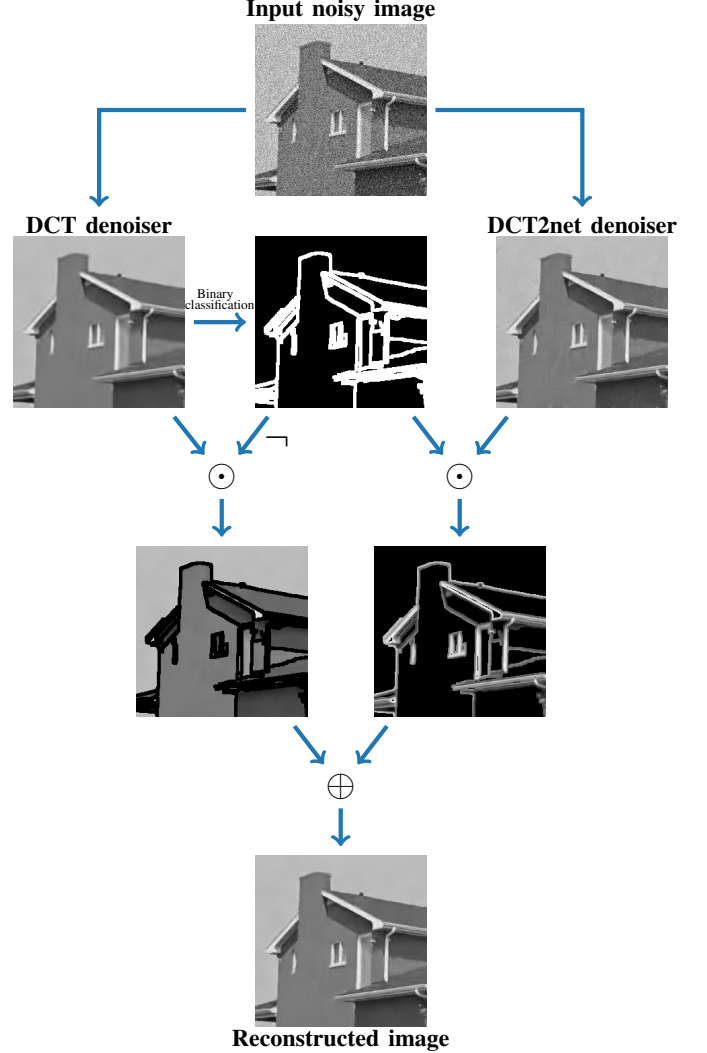 Input noisy image
DCT denoiser
DCT2net denoiser
Binary
classification
¬
Reconstructed image